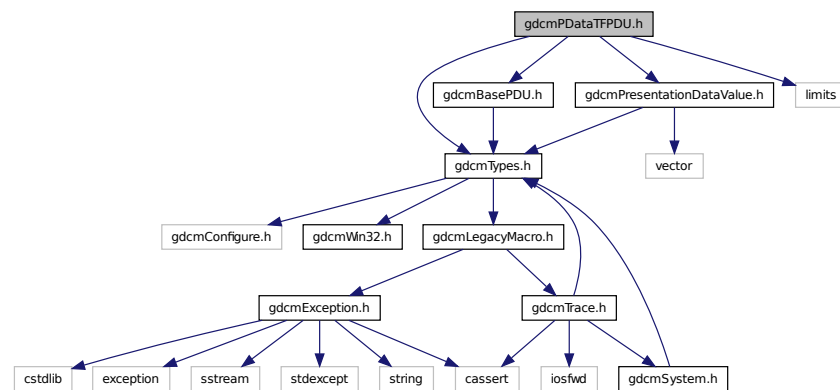 gdcmPDataTFPDU.h
gdcmBasePDU.h
gdcmPresentationDataValue.h
limits
gdcmTypes.h
vector
gdcmConfigure.h
gdcmWin32.h
gdcmLegacyMacro.h
gdcmException.h
gdcmTrace.h
cstdlib
exception
sstream
stdexcept
string
cassert
iosfwd
gdcmSystem.h